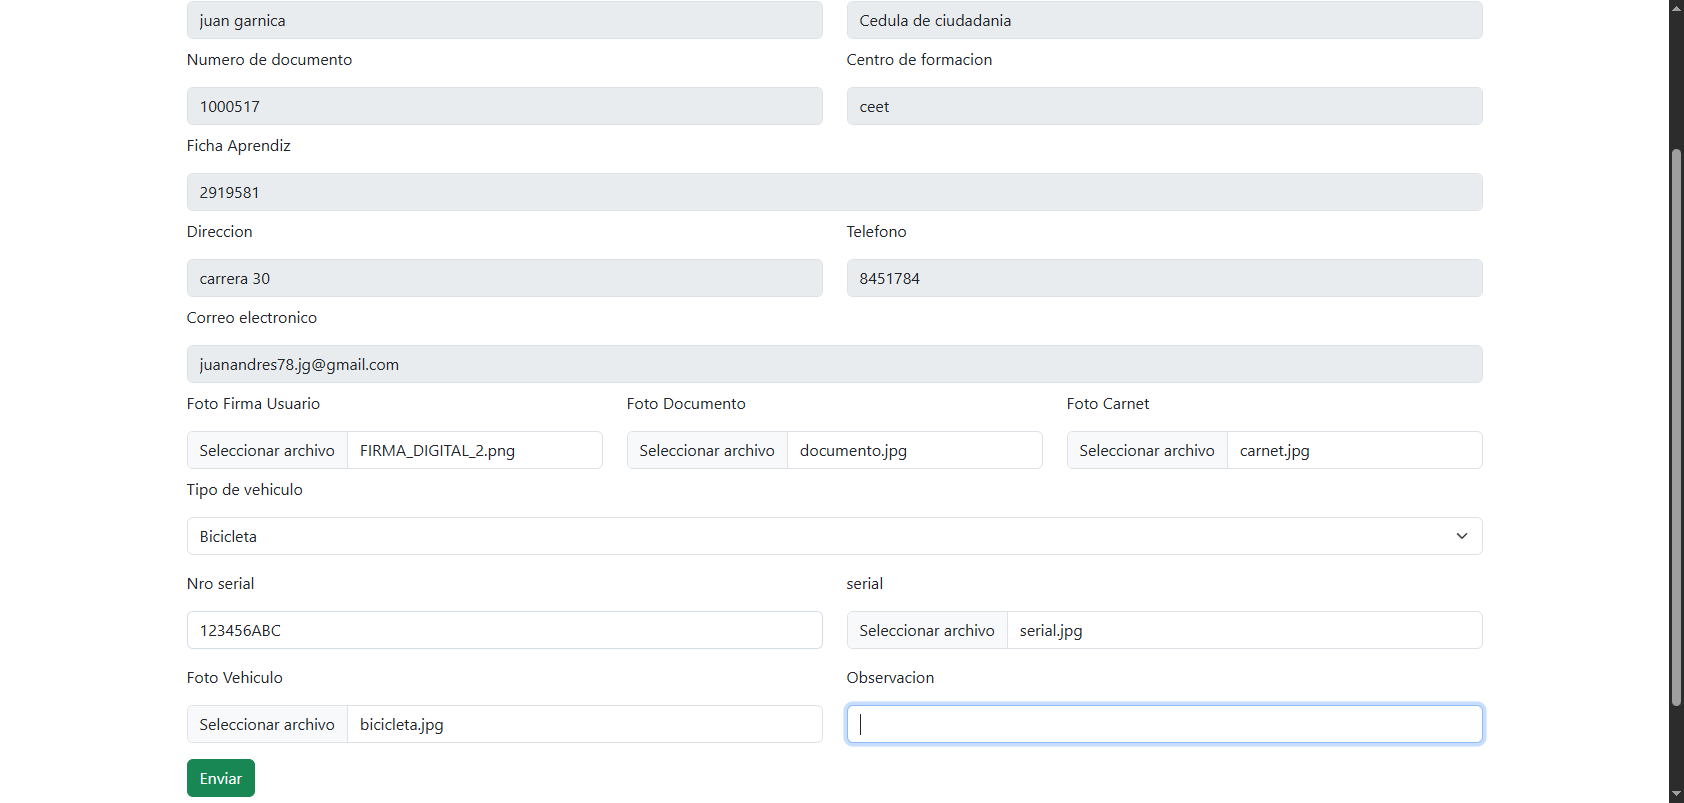 juan garnica Cedula de ciudadania
Numero de documento Centro de formacion
1000517 ceet
Ficha Aprendiz
2919581
Direccion Telefono
carrera 30 8451784
Correo electronico
juanandres78.jg@gmail.com
Foto Firma Usuario Foto Documento Foto Carnet
Seleccionar archivo FIRMA_DIGITAL_2.png Seleccionar archivo documento.jpg Seleccionar archivo carnet.jpg
Tipo de vehiculo
Bicicleta
Nro serial serial
123456ABC Seleccionar archivo serial.jpg
Foto Vehiculo Observacion
Seleccionar archivo bicicleta.jpg
Enviar